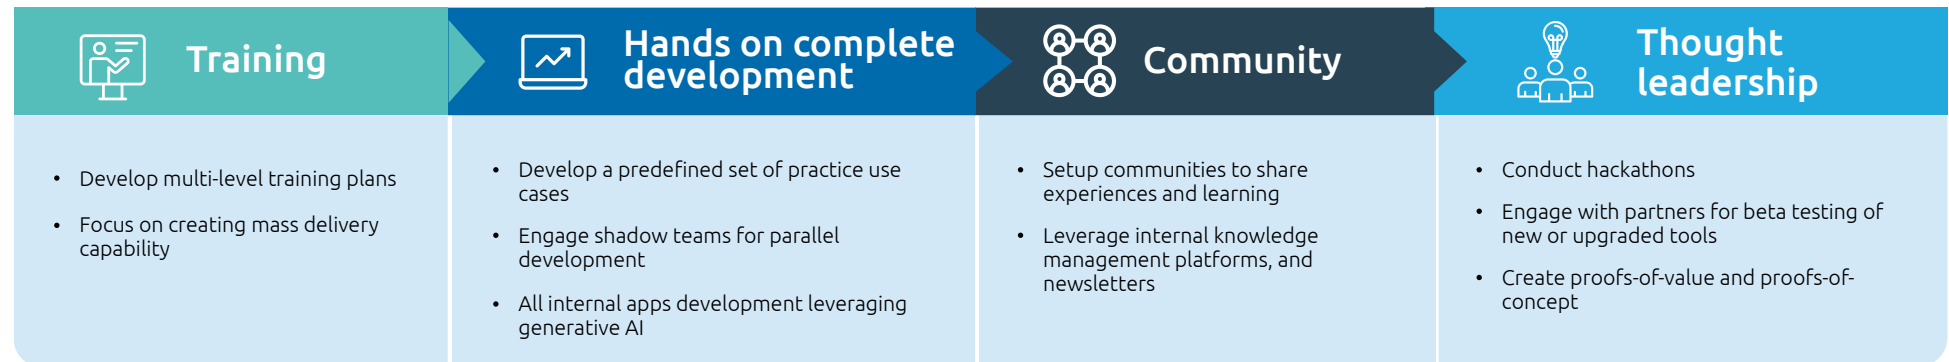 Training
• Develop multi-level training plans
• Focus on creating mass delivery
capability
Hands on complete
development
• Develop a predefined set of practice use
cases
• Engage shadow teams for parallel
development
• All internal apps development leveraging
generative AI
Community
• Setup communities to share
experiences and learning
• Leverage internal knowledge
management platforms, and
newsletters
Thought
leadership
• Conduct hackathons
• Engage with partners for beta testing of
new or upgraded tools
• Create proofs-of-value and proofs-of-
concept